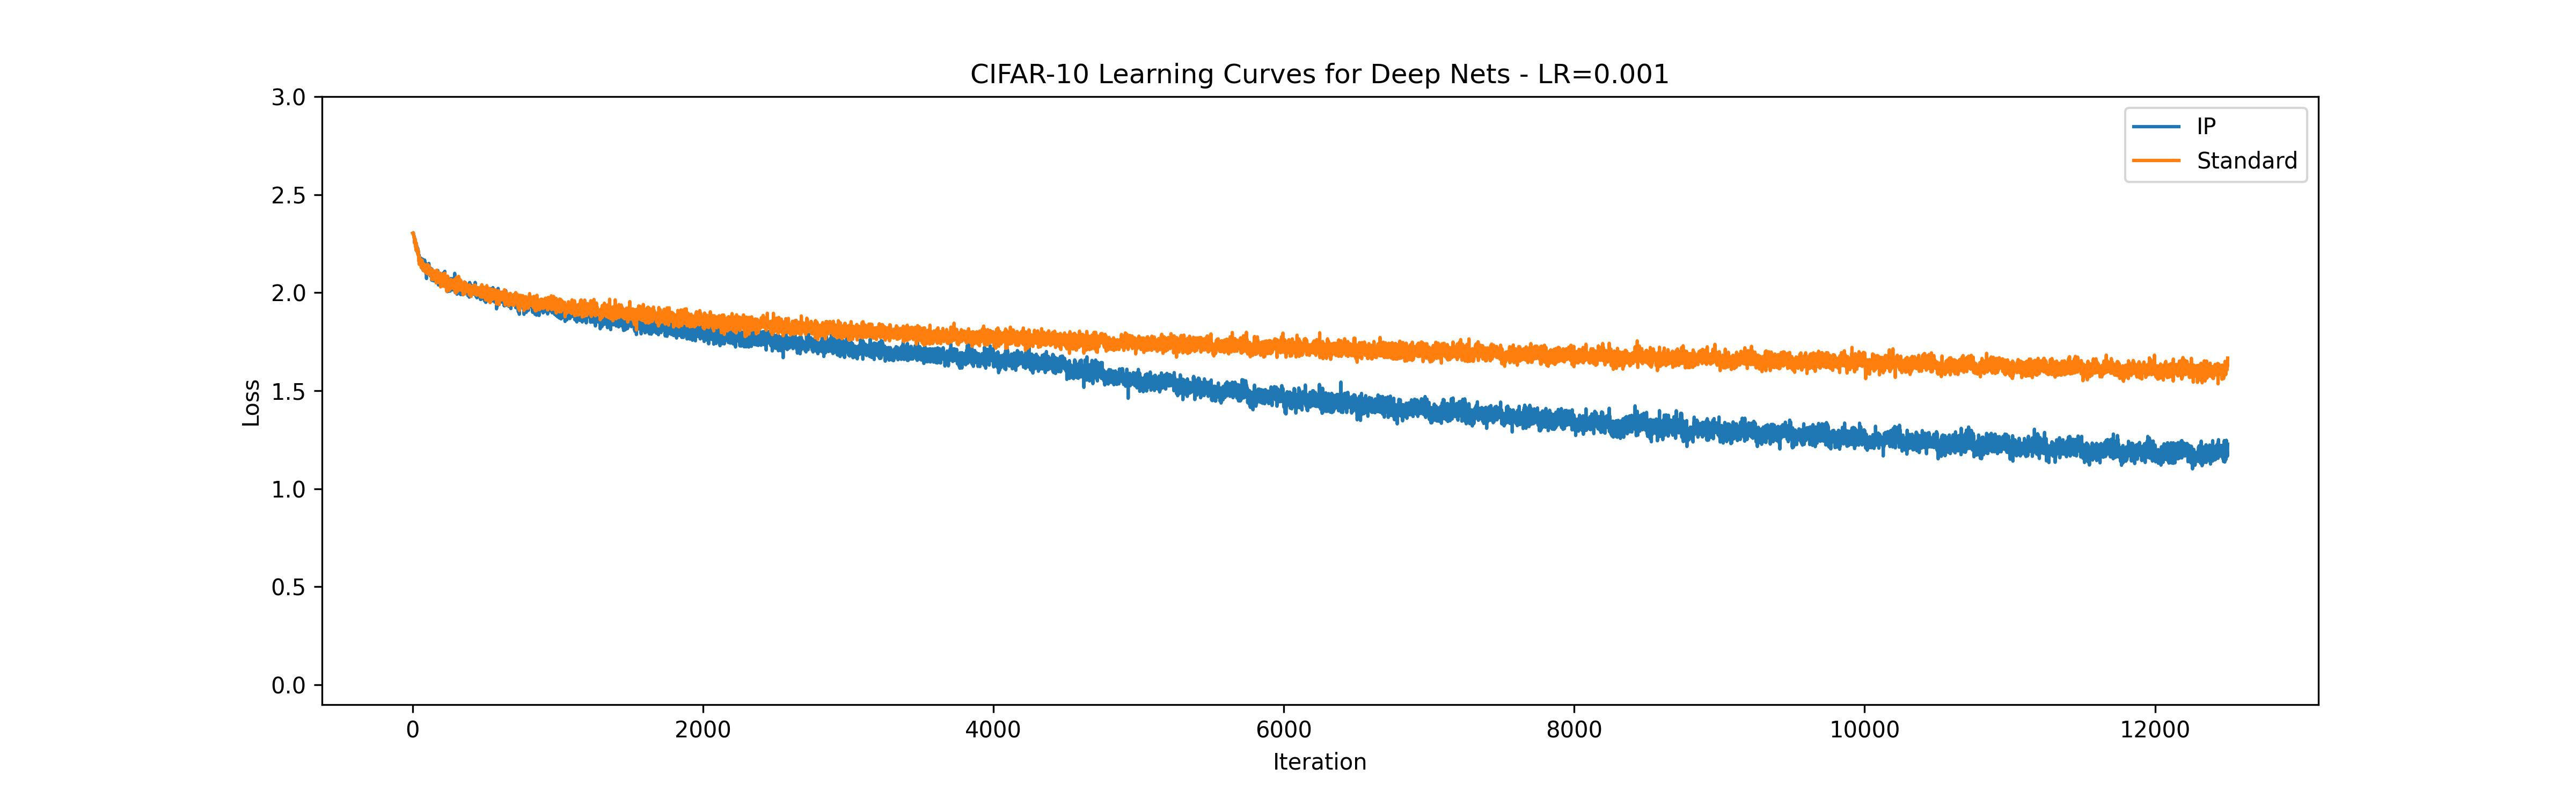 CIFAR-10 Learning Curves for Deep Nets - LR=0.001
3.0
2.5
2.0
1.5
1.0
0.5
0.0
Loss
IP
Standard
0 2000 4000 6000 8000 10000 12000
Iteration